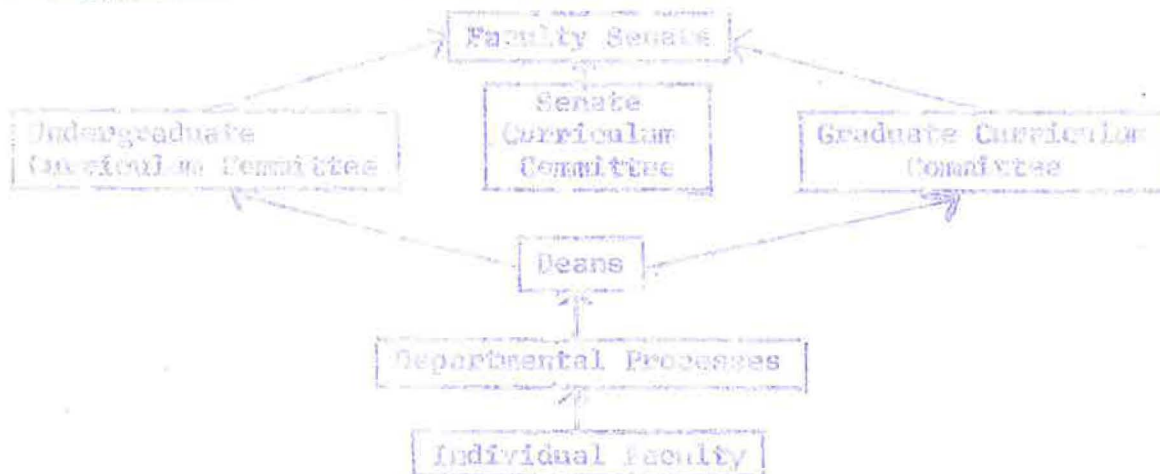 Faculty Senate
Undergraduate
Curriculum Committee
Senate
Curriculum
Committee
Graduate Curriculum
Committee
Deans
Departmental Processes
Individual Faculty